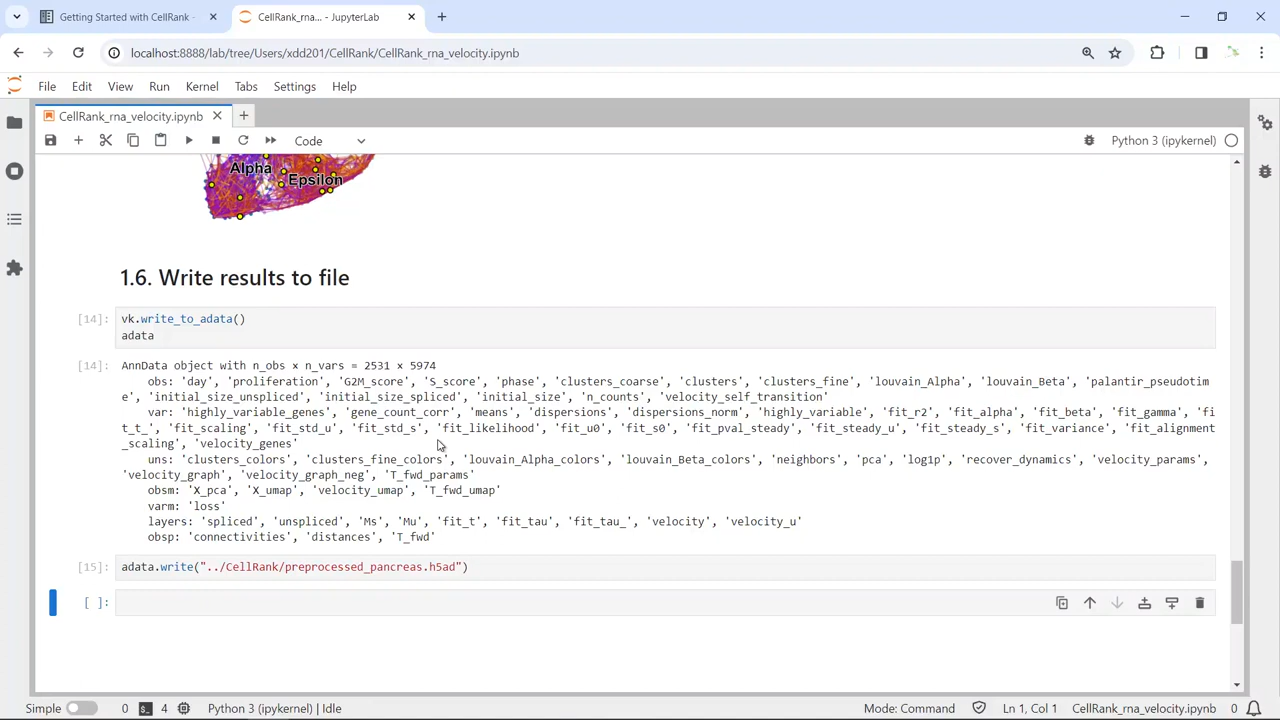 Getting Started with CellRank -
CellRank_rna... - JupyterLab
localhost:8888/lab/tree/Users/xdd201/CellRank/CellRank_rna_velocity.ipynb
File Edit View Run Kernel Tabs Settings Help
CellRank_rna_velocity.ipynb
Code
Python 3 (ipykernel)
Alpha
Epsilon
1.6. Write results to file
[14]: vk.write_to_adata()
adata
[14]: AnnData object with n_obs × n_vars = 2531 × 5974
obs: 'day', 'proliferation', 'G2M_score', 'S_score', 'phase', 'clusters_coarse', 'clusters', 'clusters_fine', 'louvain_Alpha', 'louvain_Beta', 'palantir_pseudotim
e', 'initial_size_unspliced', 'initial_size_spliced', 'initial_size', 'n_counts', 'velocity_self_transition'
var: 'highly_variable_genes', 'gene_count_corr', 'means', 'dispersions', 'dispersions_norm', 'highly_variable', 'fit_r2', 'fit_alpha', 'fit_beta', 'fit_gamma', 'fi
t_t_', 'fit_scaling', 'fit_std_u', 'fit_std_s', 'fit_likelihood', 'fit_u0', 'fit_s0', 'fit_pval_steady', 'fit_steady_u', 'fit_steady_s', 'fit_variance', 'fit_alignment
_scaling', 'velocity_genes'
uns: 'clusters_colors', 'clusters_fine_colors', 'louvain_Alpha_colors', 'louvain_Beta_colors', 'neighbors', 'pca', 'log1p', 'recover_dynamics', 'velocity_params',
'velocity_graph', 'velocity_graph_neg', 'T_fwd_params'
obsm: 'X_pca', 'X_umap', 'velocity_umap', 'T_fwd_umap'
varm: 'loss'
layers: 'spliced', 'unspliced', 'Ms', 'Mu', 'fit_t', 'fit_tau', 'fit_tau_', 'velocity', 'velocity_u'
obsp: 'connectivities', 'distances', 'T_fwd'
[15]: adata.write("../CellRank/preprocessed_pancreas.h5ad")
[ ]:
Simple 0 4 Python 3 (ipykernel) | Idle Mode: Command Ln 1, Col 1 CellRank_rna_velocity.ipynb 0